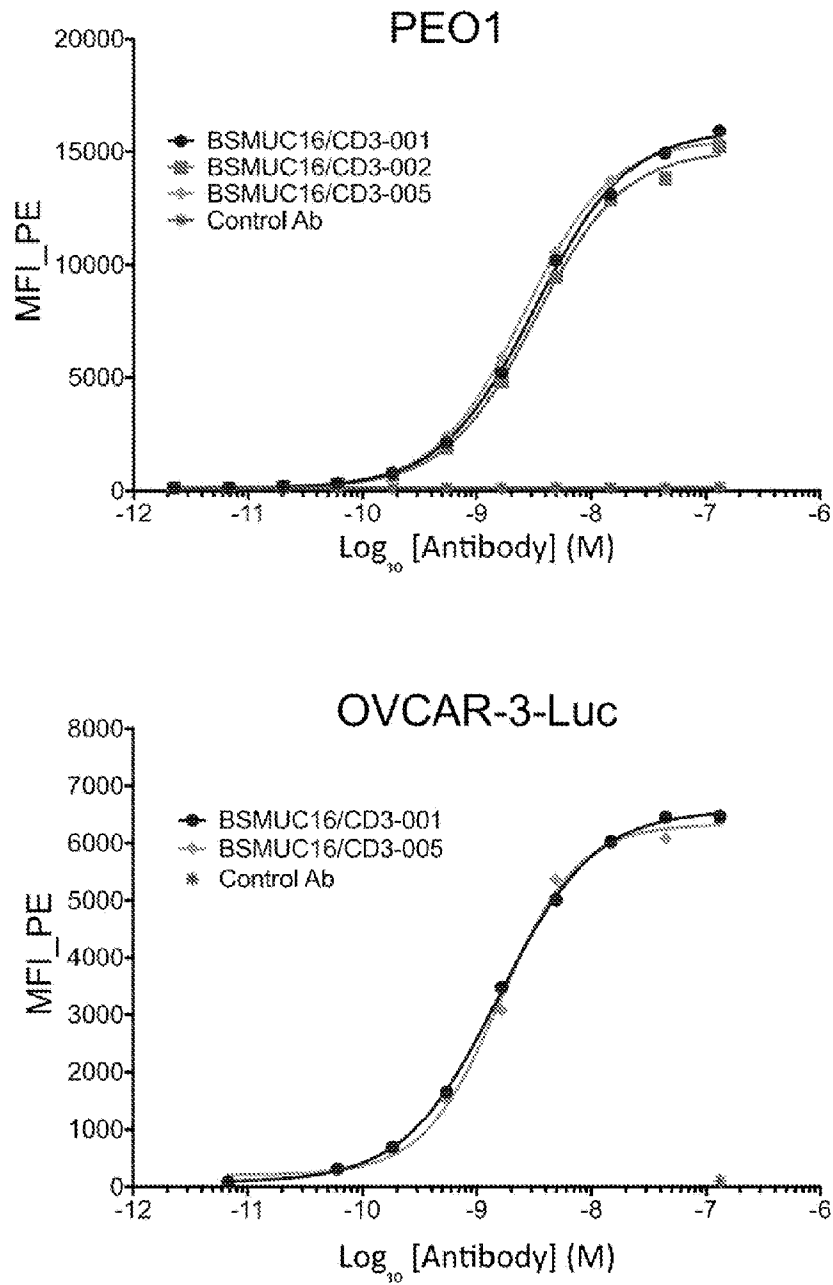 PEO1
20000
15000
10000
5000
0
MFI_PE
BSMUC16/CD3-001
BSMUC16/CD3-002
BSMUC16/CD3-005
Control Ab
-12 -11 -10 -9 -8 -7 -6
Log₁₀ [Antibody] (M)
OVCAR-3-Luc
8000
7000
6000
5000
4000
3000
2000
1000
0
MFI_PE
BSMUC16/CD3-001
BSMUC16/CD3-005
Control Ab
-12 -11 -10 -9 -8 -7 -6
Log₁₀ [Antibody] (M)